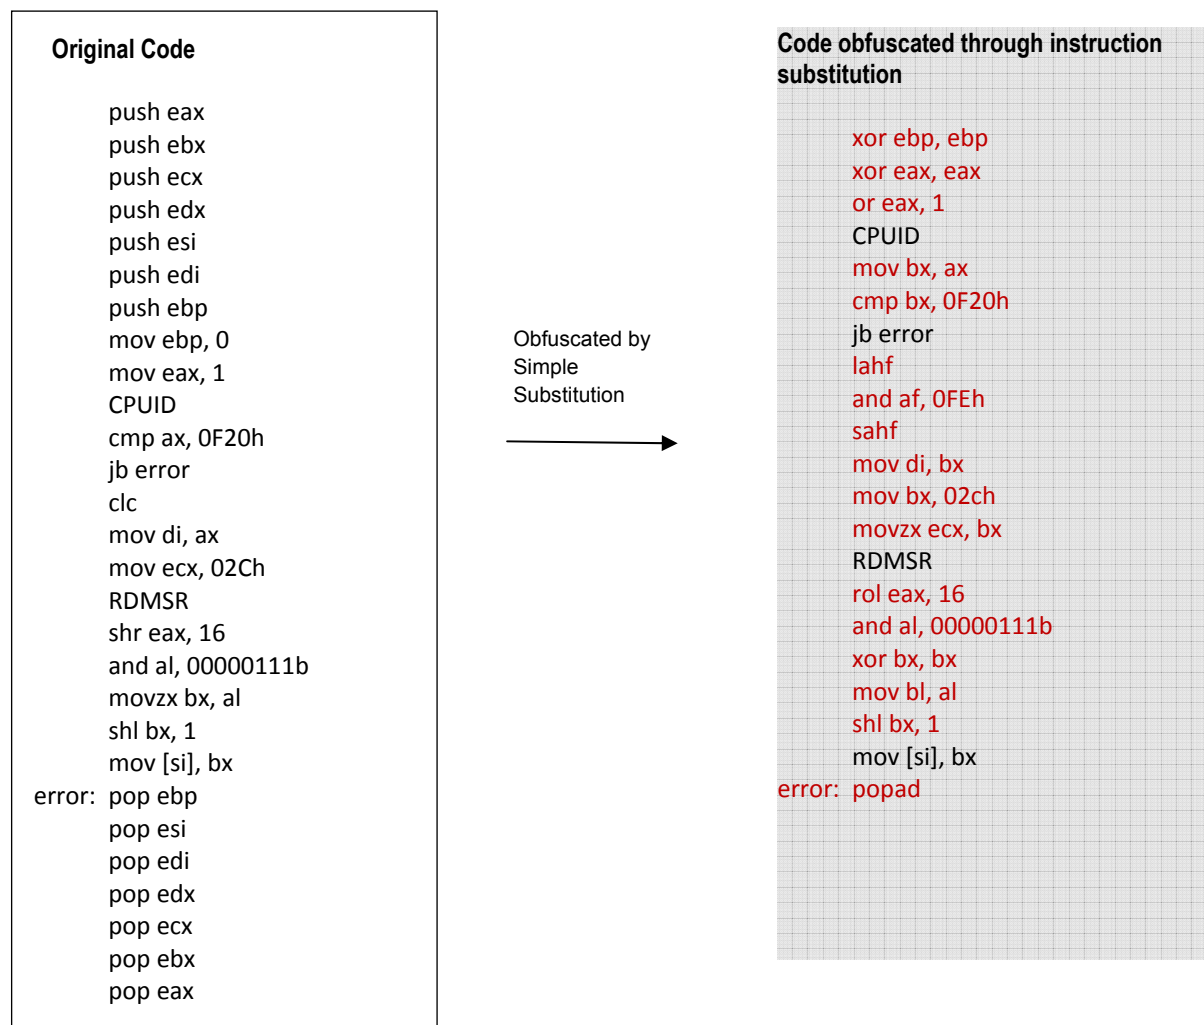 Original Code
push eax
push ebx
push ecx
push edx
push esi
push edi
push ebp
mov ebp, 0
mov eax, 1
CPUID
cmp ax, 0F20h
jb error
clc
mov di, ax
mov ecx, 02Ch
RDMSR
shr eax, 16
and al, 00000111b
movzx bx, al
shl bx, 1
mov [si], bx
error: pop ebp
pop esi
pop edi
pop edx
pop ecx
pop ebx
pop eax
Obfuscated by
Simple
Substitution
Code obfuscated through instruction
substitution
xor ebp, ebp
xor eax, eax
or eax, 1
CPUID
mov bx, ax
cmp bx, 0F20h
jb error
lahf
and af, 0FEh
sahf
mov di, bx
mov bx, 02ch
movzx ecx, bx
RDMSR
rol eax, 16
and al, 00000111b
xor bx, bx
mov bl, al
shl bx, 1
mov [si], bx
error: popad